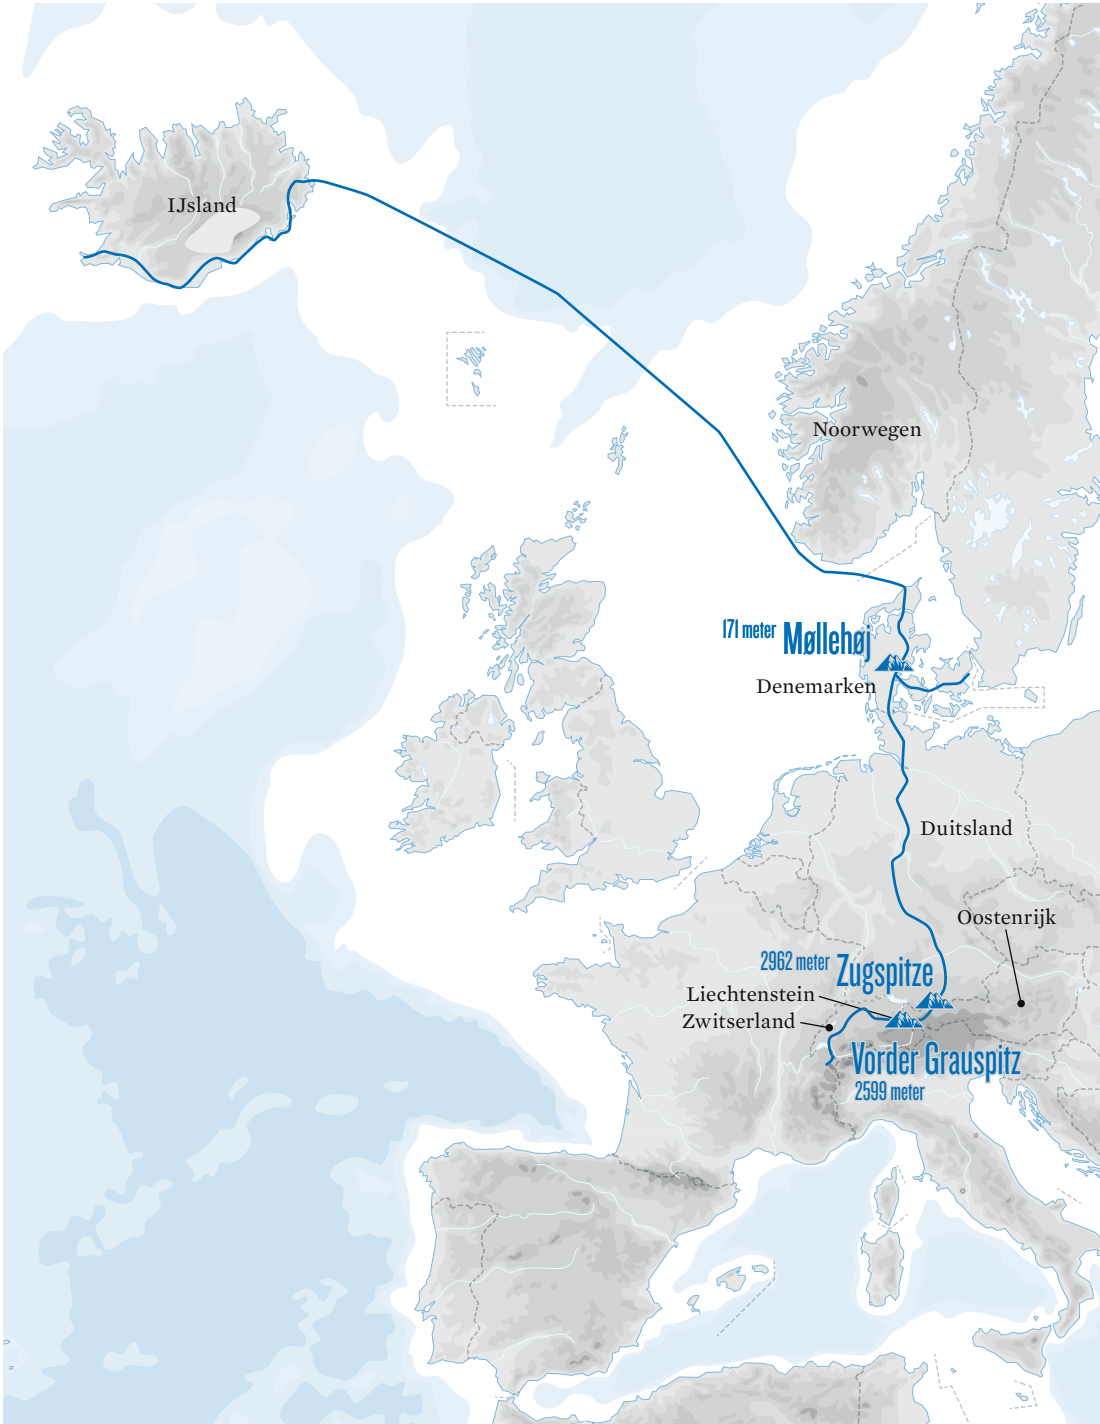 IJsland
Noorwegen
171 meter Møllehøj
Denemarken
Duitsland
Oostenrijk
2962 meter Zugspitze
Liechtenstein
Zwitserland
Vorder Grauspitz
2599 meter